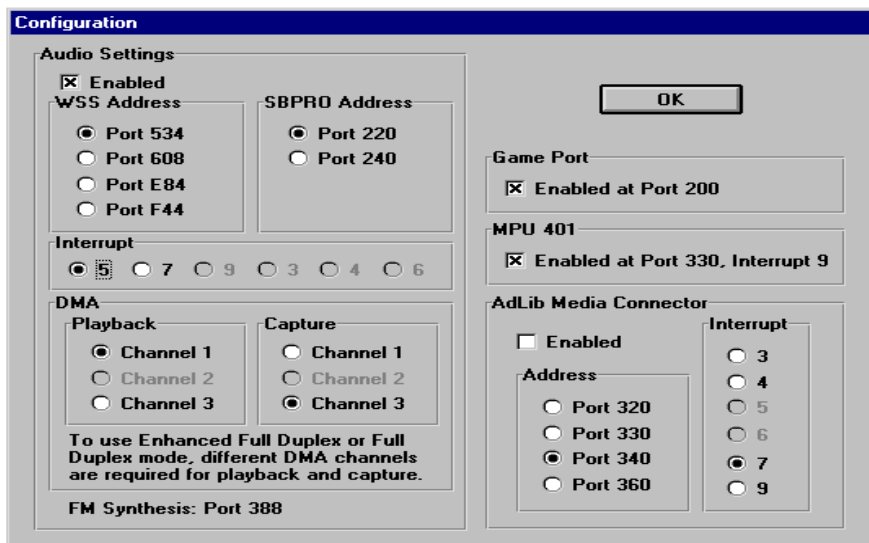 Configuration
Audio Settings
Enabled
WSS Address
Port 534
Port 608
Port E84
Port F44
SBPRO Address
Port 220
Port 240
Interrupt
5 7 9 3 4 6
DMA
Playback
Channel 1
Channel 2
Channel 3
Capture
Channel 1
Channel 2
Channel 3
To use Enhanced Full Duplex or Full
Duplex mode, different DMA channels
are required for playback and capture.
FM Synthesis: Port 388
OK
Game Port
Enabled at Port 200
MPU 401
Enabled at Port 330, Interrupt 9
AdLib Media Connector
Enabled
Address
Port 320
Port 330
Port 340
Port 360
Interrupt
3
4
5
6
7
9